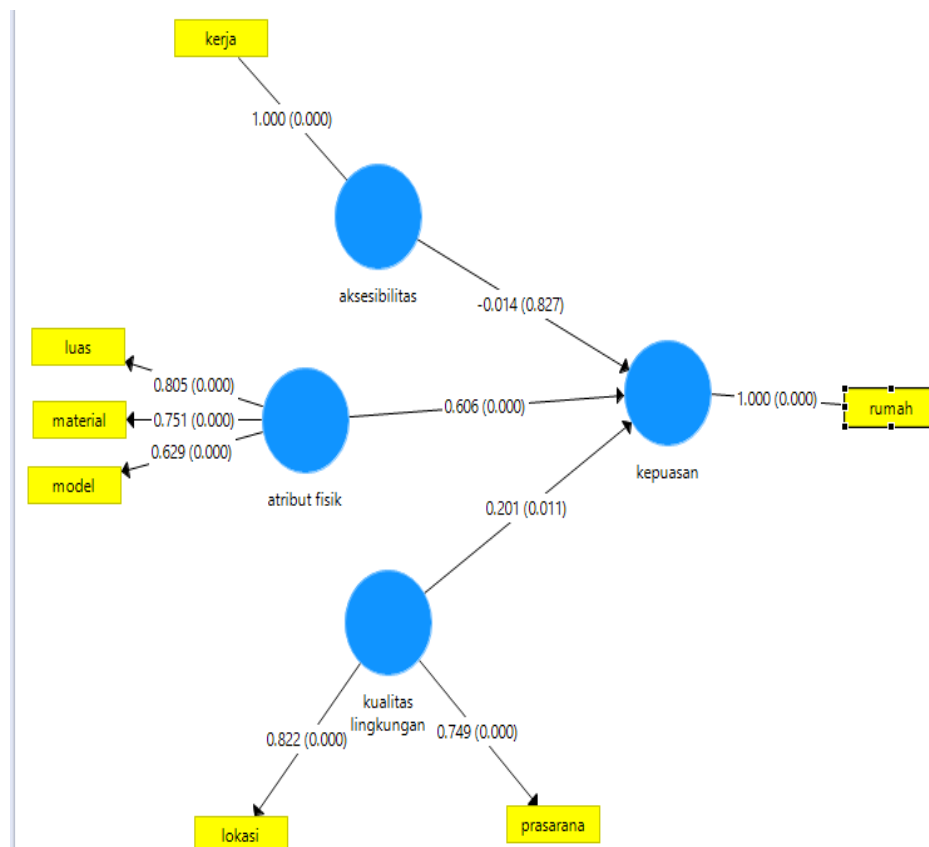 kerja
1.000 (0.000)
aksesibilitas
-0.014 (0.827)
luas
0.805 (0.000)
material
0.751 (0.000)
0.606 (0.000)
1.000 (0.000)
rumah
0.629 (0.000)
model
atribut fisik
kepuasan
0.201 (0.011)
kualitas
lingkungan
0.822 (0.000)
0.749 (0.000)
lokasi
prasarana